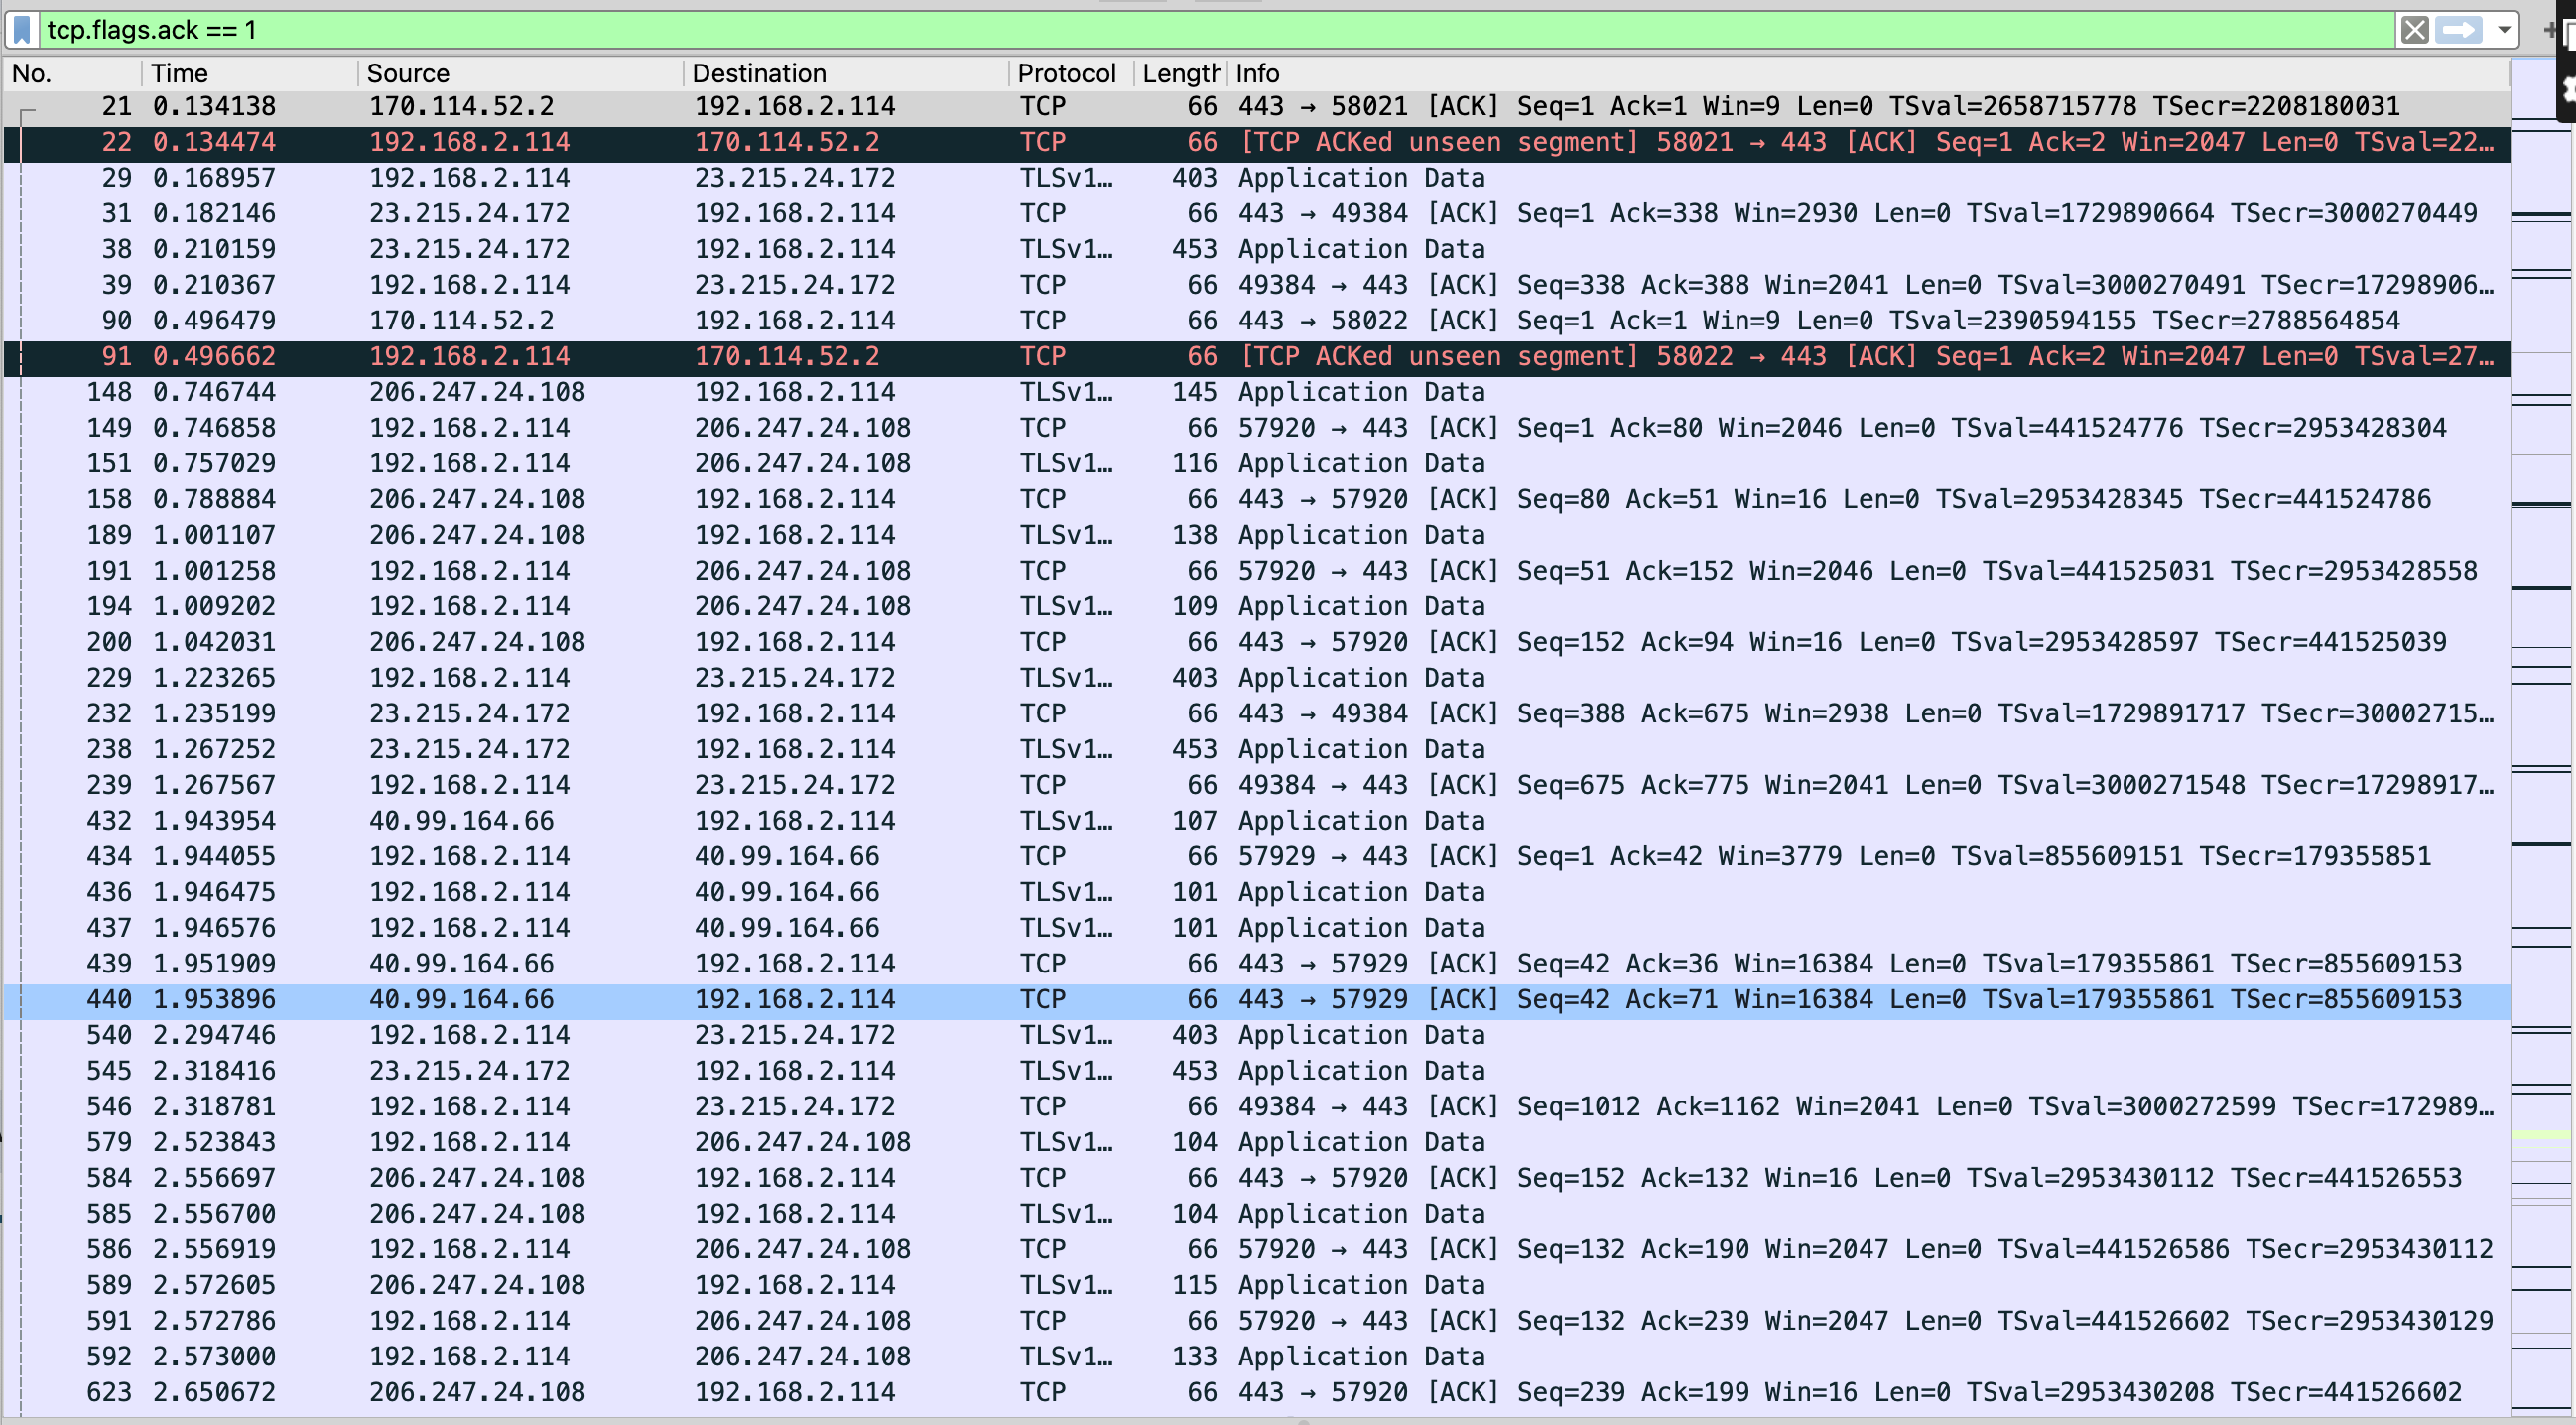 tcp.flags.ack == 1
No. Time Source Destination Protocol Length Info
21 0.134138 170.114.52.2 192.168.2.114 TCP 66 443 → 58021 [ACK] Seq=1 Ack=1 Win=9 Len=0 TSval=2658715778 TSecr=2208180031
22 0.134474 192.168.2.114 170.114.52.2 TCP 66 [TCP ACKed unseen segment] 58021 → 443 [ACK] Seq=1 Ack=2 Win=2047 Len=0 TSval=22…
29 0.168957 192.168.2.114 23.215.24.172 TLSv1… 403 Application Data
31 0.182146 23.215.24.172 192.168.2.114 TCP 66 443 → 49384 [ACK] Seq=1 Ack=338 Win=2930 Len=0 TSval=1729890664 TSecr=3000270449
38 0.210159 23.215.24.172 192.168.2.114 TLSv1… 453 Application Data
39 0.210367 192.168.2.114 23.215.24.172 TCP 66 49384 → 443 [ACK] Seq=338 Ack=388 Win=2041 Len=0 TSval=3000270491 TSecr=17298906…
90 0.496479 170.114.52.2 192.168.2.114 TCP 66 443 → 58022 [ACK] Seq=1 Ack=1 Win=9 Len=0 TSval=2390594155 TSecr=2788564854
91 0.496662 192.168.2.114 170.114.52.2 TCP 66 [TCP ACKed unseen segment] 58022 → 443 [ACK] Seq=1 Ack=2 Win=2047 Len=0 TSval=27…
148 0.746744 206.247.24.108 192.168.2.114 TLSv1… 145 Application Data
149 0.746858 192.168.2.114 206.247.24.108 TCP 66 57920 → 443 [ACK] Seq=1 Ack=80 Win=2046 Len=0 TSval=441524776 TSecr=2953428304
151 0.757029 192.168.2.114 206.247.24.108 TLSv1… 116 Application Data
158 0.788884 206.247.24.108 192.168.2.114 TCP 66 443 → 57920 [ACK] Seq=80 Ack=51 Win=16 Len=0 TSval=2953428345 TSecr=441524786
189 1.001107 206.247.24.108 192.168.2.114 TLSv1… 138 Application Data
191 1.001258 192.168.2.114 206.247.24.108 TCP 66 57920 → 443 [ACK] Seq=51 Ack=152 Win=2046 Len=0 TSval=441525031 TSecr=2953428558
194 1.009202 192.168.2.114 206.247.24.108 TLSv1… 109 Application Data
200 1.042031 206.247.24.108 192.168.2.114 TCP 66 443 → 57920 [ACK] Seq=152 Ack=94 Win=16 Len=0 TSval=2953428597 TSecr=441525039
229 1.223265 192.168.2.114 23.215.24.172 TLSv1… 403 Application Data
232 1.235199 23.215.24.172 192.168.2.114 TCP 66 443 → 49384 [ACK] Seq=388 Ack=675 Win=2938 Len=0 TSval=1729891717 TSecr=30002715…
238 1.267252 23.215.24.172 192.168.2.114 TLSv1… 453 Application Data
239 1.267567 192.168.2.114 23.215.24.172 TCP 66 49384 → 443 [ACK] Seq=675 Ack=775 Win=2041 Len=0 TSval=3000271548 TSecr=17298917…
432 1.943954 40.99.164.66 192.168.2.114 TLSv1… 107 Application Data
434 1.944055 192.168.2.114 40.99.164.66 TCP 66 57929 → 443 [ACK] Seq=1 Ack=42 Win=3779 Len=0 TSval=855609151 TSecr=179355851
436 1.946475 192.168.2.114 40.99.164.66 TLSv1… 101 Application Data
437 1.946576 192.168.2.114 40.99.164.66 TLSv1… 101 Application Data
439 1.951909 40.99.164.66 192.168.2.114 TCP 66 443 → 57929 [ACK] Seq=42 Ack=36 Win=16384 Len=0 TSval=179355861 TSecr=855609153
440 1.953896 40.99.164.66 192.168.2.114 TCP 66 443 → 57929 [ACK] Seq=42 Ack=71 Win=16384 Len=0 TSval=179355861 TSecr=855609153
540 2.294746 192.168.2.114 23.215.24.172 TLSv1… 403 Application Data
545 2.318416 23.215.24.172 192.168.2.114 TLSv1… 453 Application Data
546 2.318781 192.168.2.114 23.215.24.172 TCP 66 49384 → 443 [ACK] Seq=1012 Ack=1162 Win=2041 Len=0 TSval=3000272599 TSecr=172989…
579 2.523843 192.168.2.114 206.247.24.108 TLSv1… 104 Application Data
584 2.556697 206.247.24.108 192.168.2.114 TCP 66 443 → 57920 [ACK] Seq=152 Ack=132 Win=16 Len=0 TSval=2953430112 TSecr=441526553
585 2.556700 206.247.24.108 192.168.2.114 TLSv1… 104 Application Data
586 2.556919 192.168.2.114 206.247.24.108 TCP 66 57920 → 443 [ACK] Seq=132 Ack=190 Win=2047 Len=0 TSval=441526586 TSecr=2953430112
589 2.572605 206.247.24.108 192.168.2.114 TLSv1… 115 Application Data
591 2.572786 192.168.2.114 206.247.24.108 TCP 66 57920 → 443 [ACK] Seq=132 Ack=239 Win=2047 Len=0 TSval=441526602 TSecr=2953430129
592 2.573000 192.168.2.114 206.247.24.108 TLSv1… 133 Application Data
623 2.650672 206.247.24.108 192.168.2.114 TCP 66 443 → 57920 [ACK] Seq=239 Ack=199 Win=16 Len=0 TSval=2953430208 TSecr=441526602